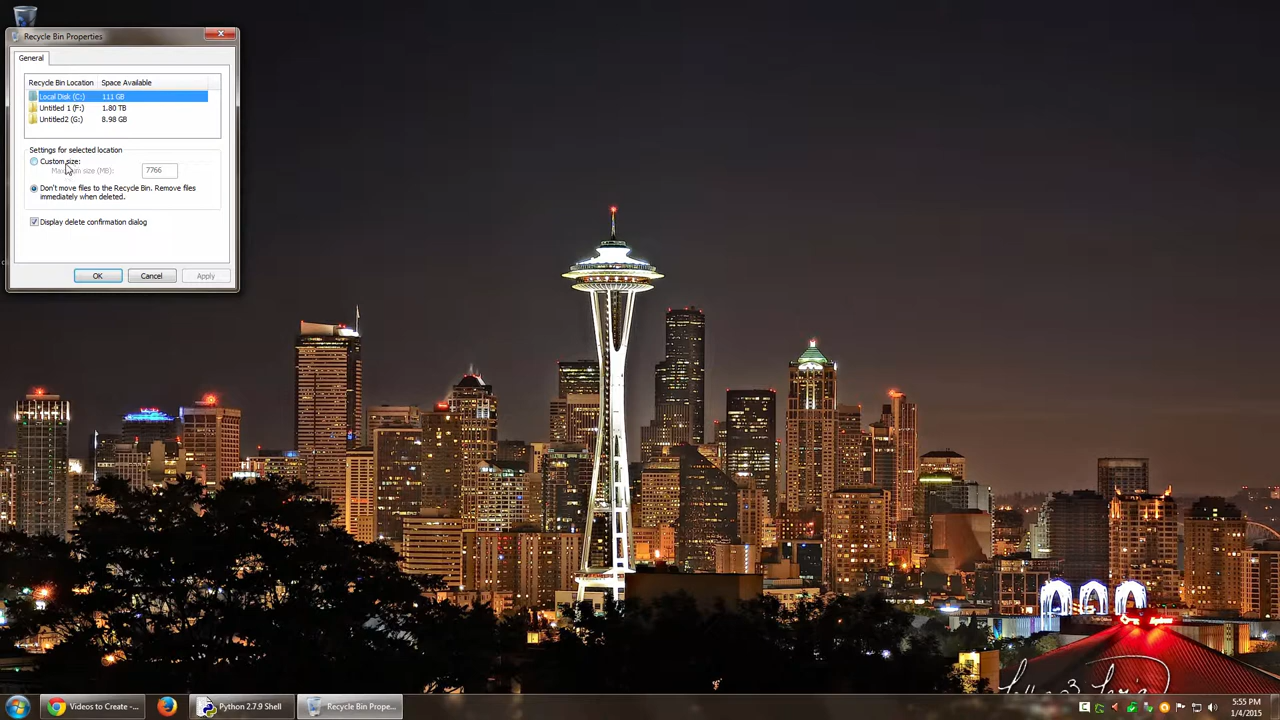 Recycle Bin Properties
General
Recycle Bin Location Space Available
Local Disk (C:) 111 GB
Untitled 1 (F:) 1.80 TB
Untitled2 (G:) 8.98 GB
Settings for selected location
Custom size:
Maximum size (MB): 7766
Don't move files to the Recycle Bin. Remove files
immediately when deleted.
Display delete confirmation dialog
OK Cancel Apply
Videos to Create - ... Python 2.7.9 Shell Recycle Bin Prope...
5:55 PM
1/4/2015